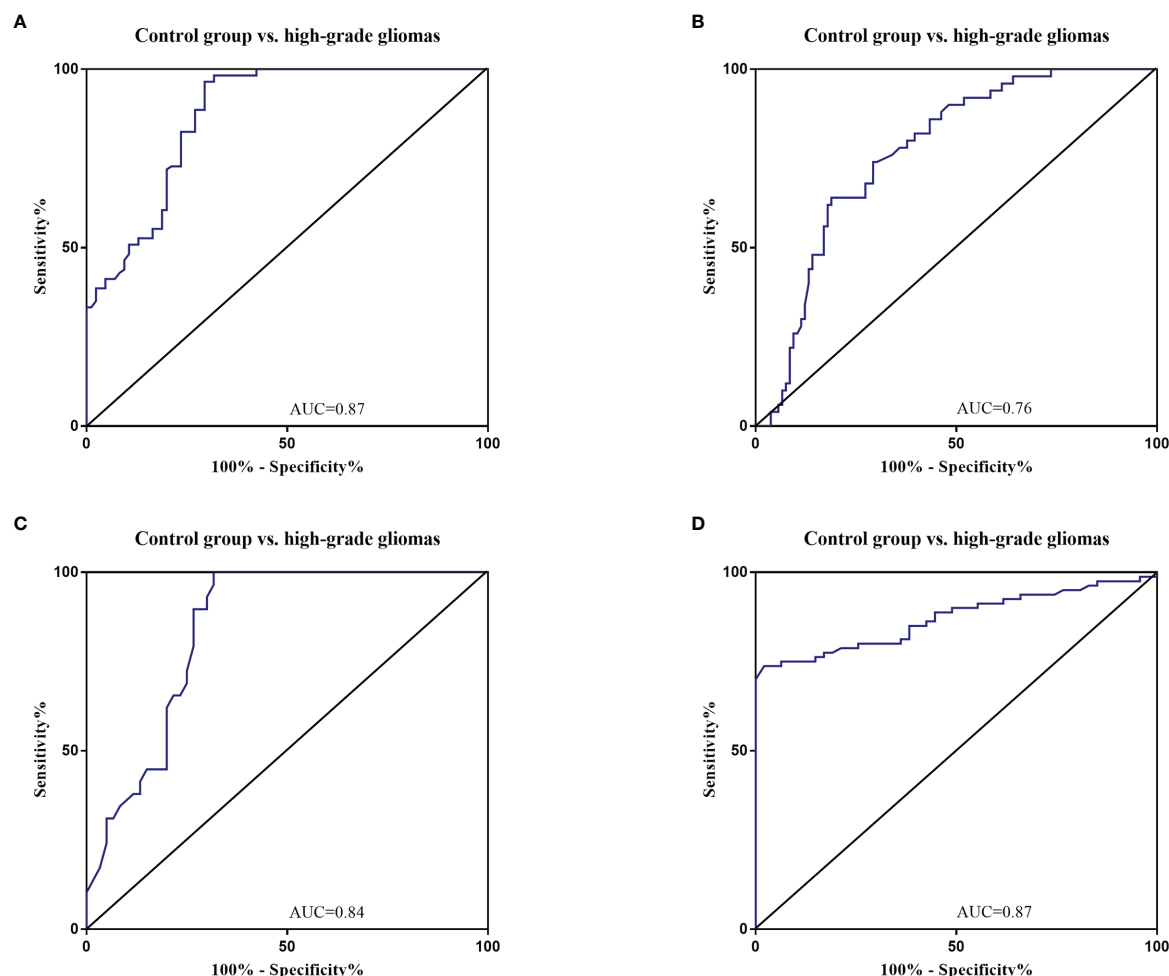 A
Control group vs. high-grade gliomas
100
50
0
Sensitivity%
AUC=0.87
0 50 100
100% - Specificity%
B
Control group vs. high-grade gliomas
100
50
0
Sensitivity%
AUC=0.76
0 50 100
100% - Specificity%
C
Control group vs. high-grade gliomas
100
50
0
Sensitivity%
AUC=0.84
0 50 100
100% - Specificity%
D
Control group vs. high-grade gliomas
100
50
0
Sensitivity%
AUC=0.87
0 50 100
100% - Specificity%